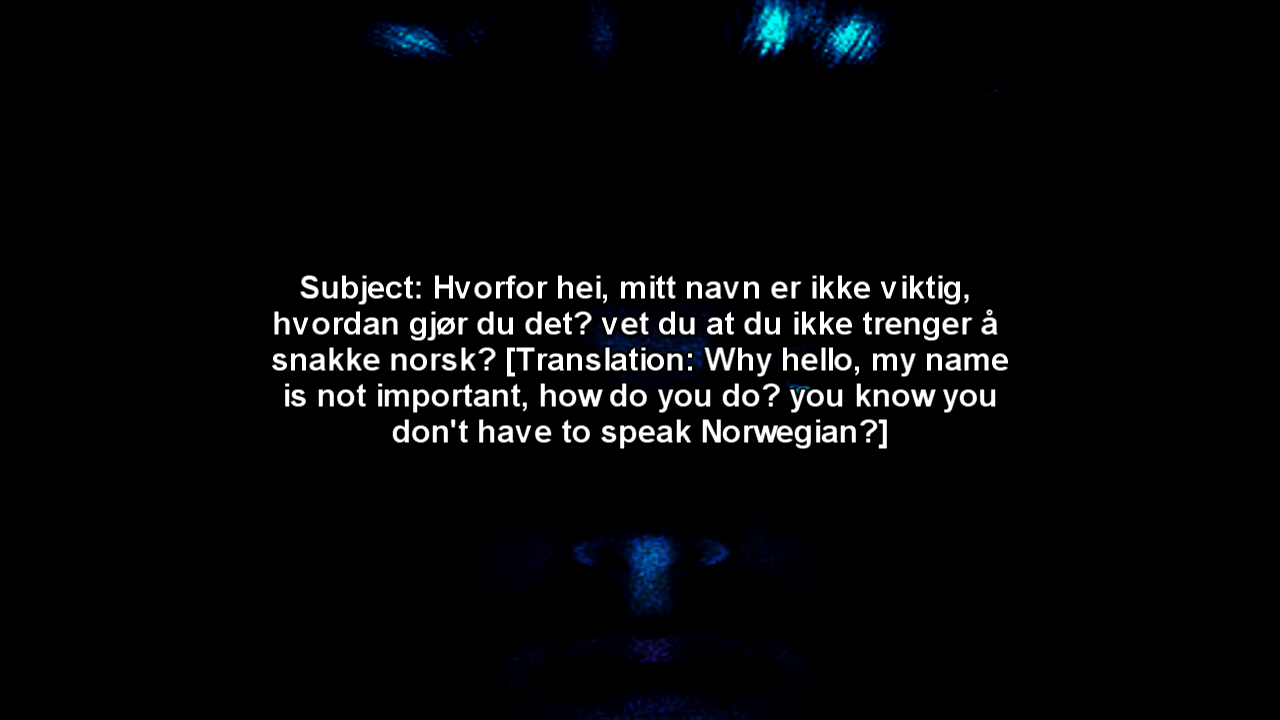 Subject: Hvorfor hei, mitt navn er ikke viktig,
hvordan gjør du det? vet du at du ikke trenger å
snakke norsk? [Translation: Why hello, my name
is not important, how do you do? you know you
don't have to speak Norwegian?]